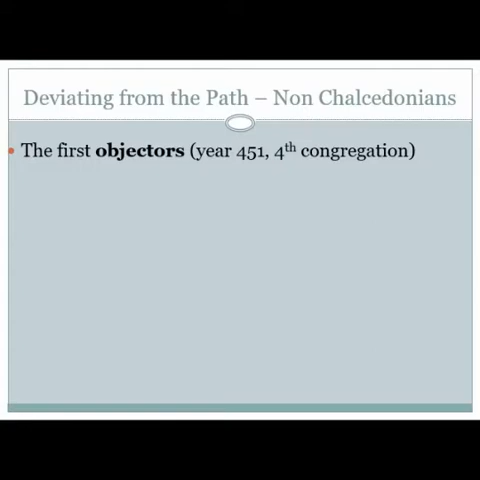 Deviating from the Path – Non Chalcedonians
• The first objectors (year 451, 4th congregation)